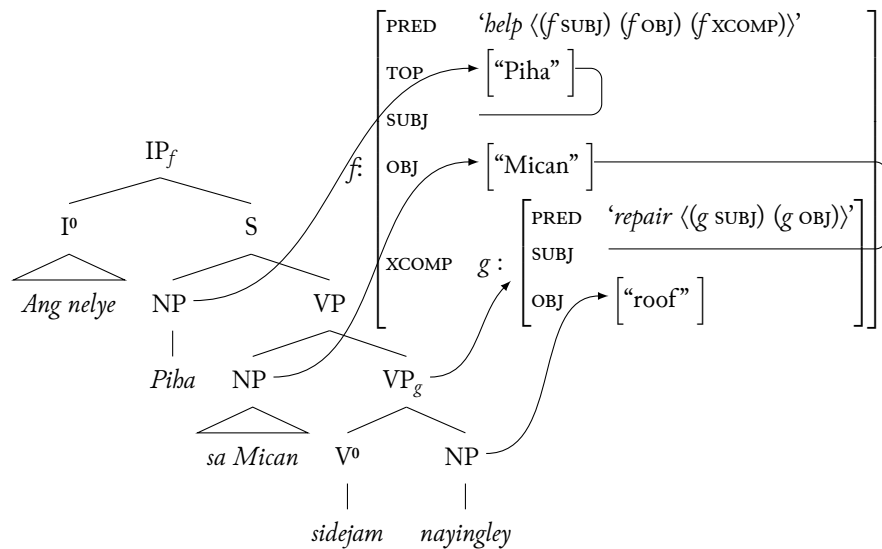 PRED ‘help ⟨(f SUBJ) (f OBJ) (f XCOMP)⟩’
TOP [“Piha”]
SUBJ
f: OBJ [“Mican”]
XCOMP g : PRED ‘repair ⟨(g SUBJ) (g OBJ)⟩’
SUBJ
OBJ [“roof”]
IP_f
I⁰ S
Ang nelye NP VP
Piha NP VP_g
sa Mican V⁰ NP
sidejam nayingley